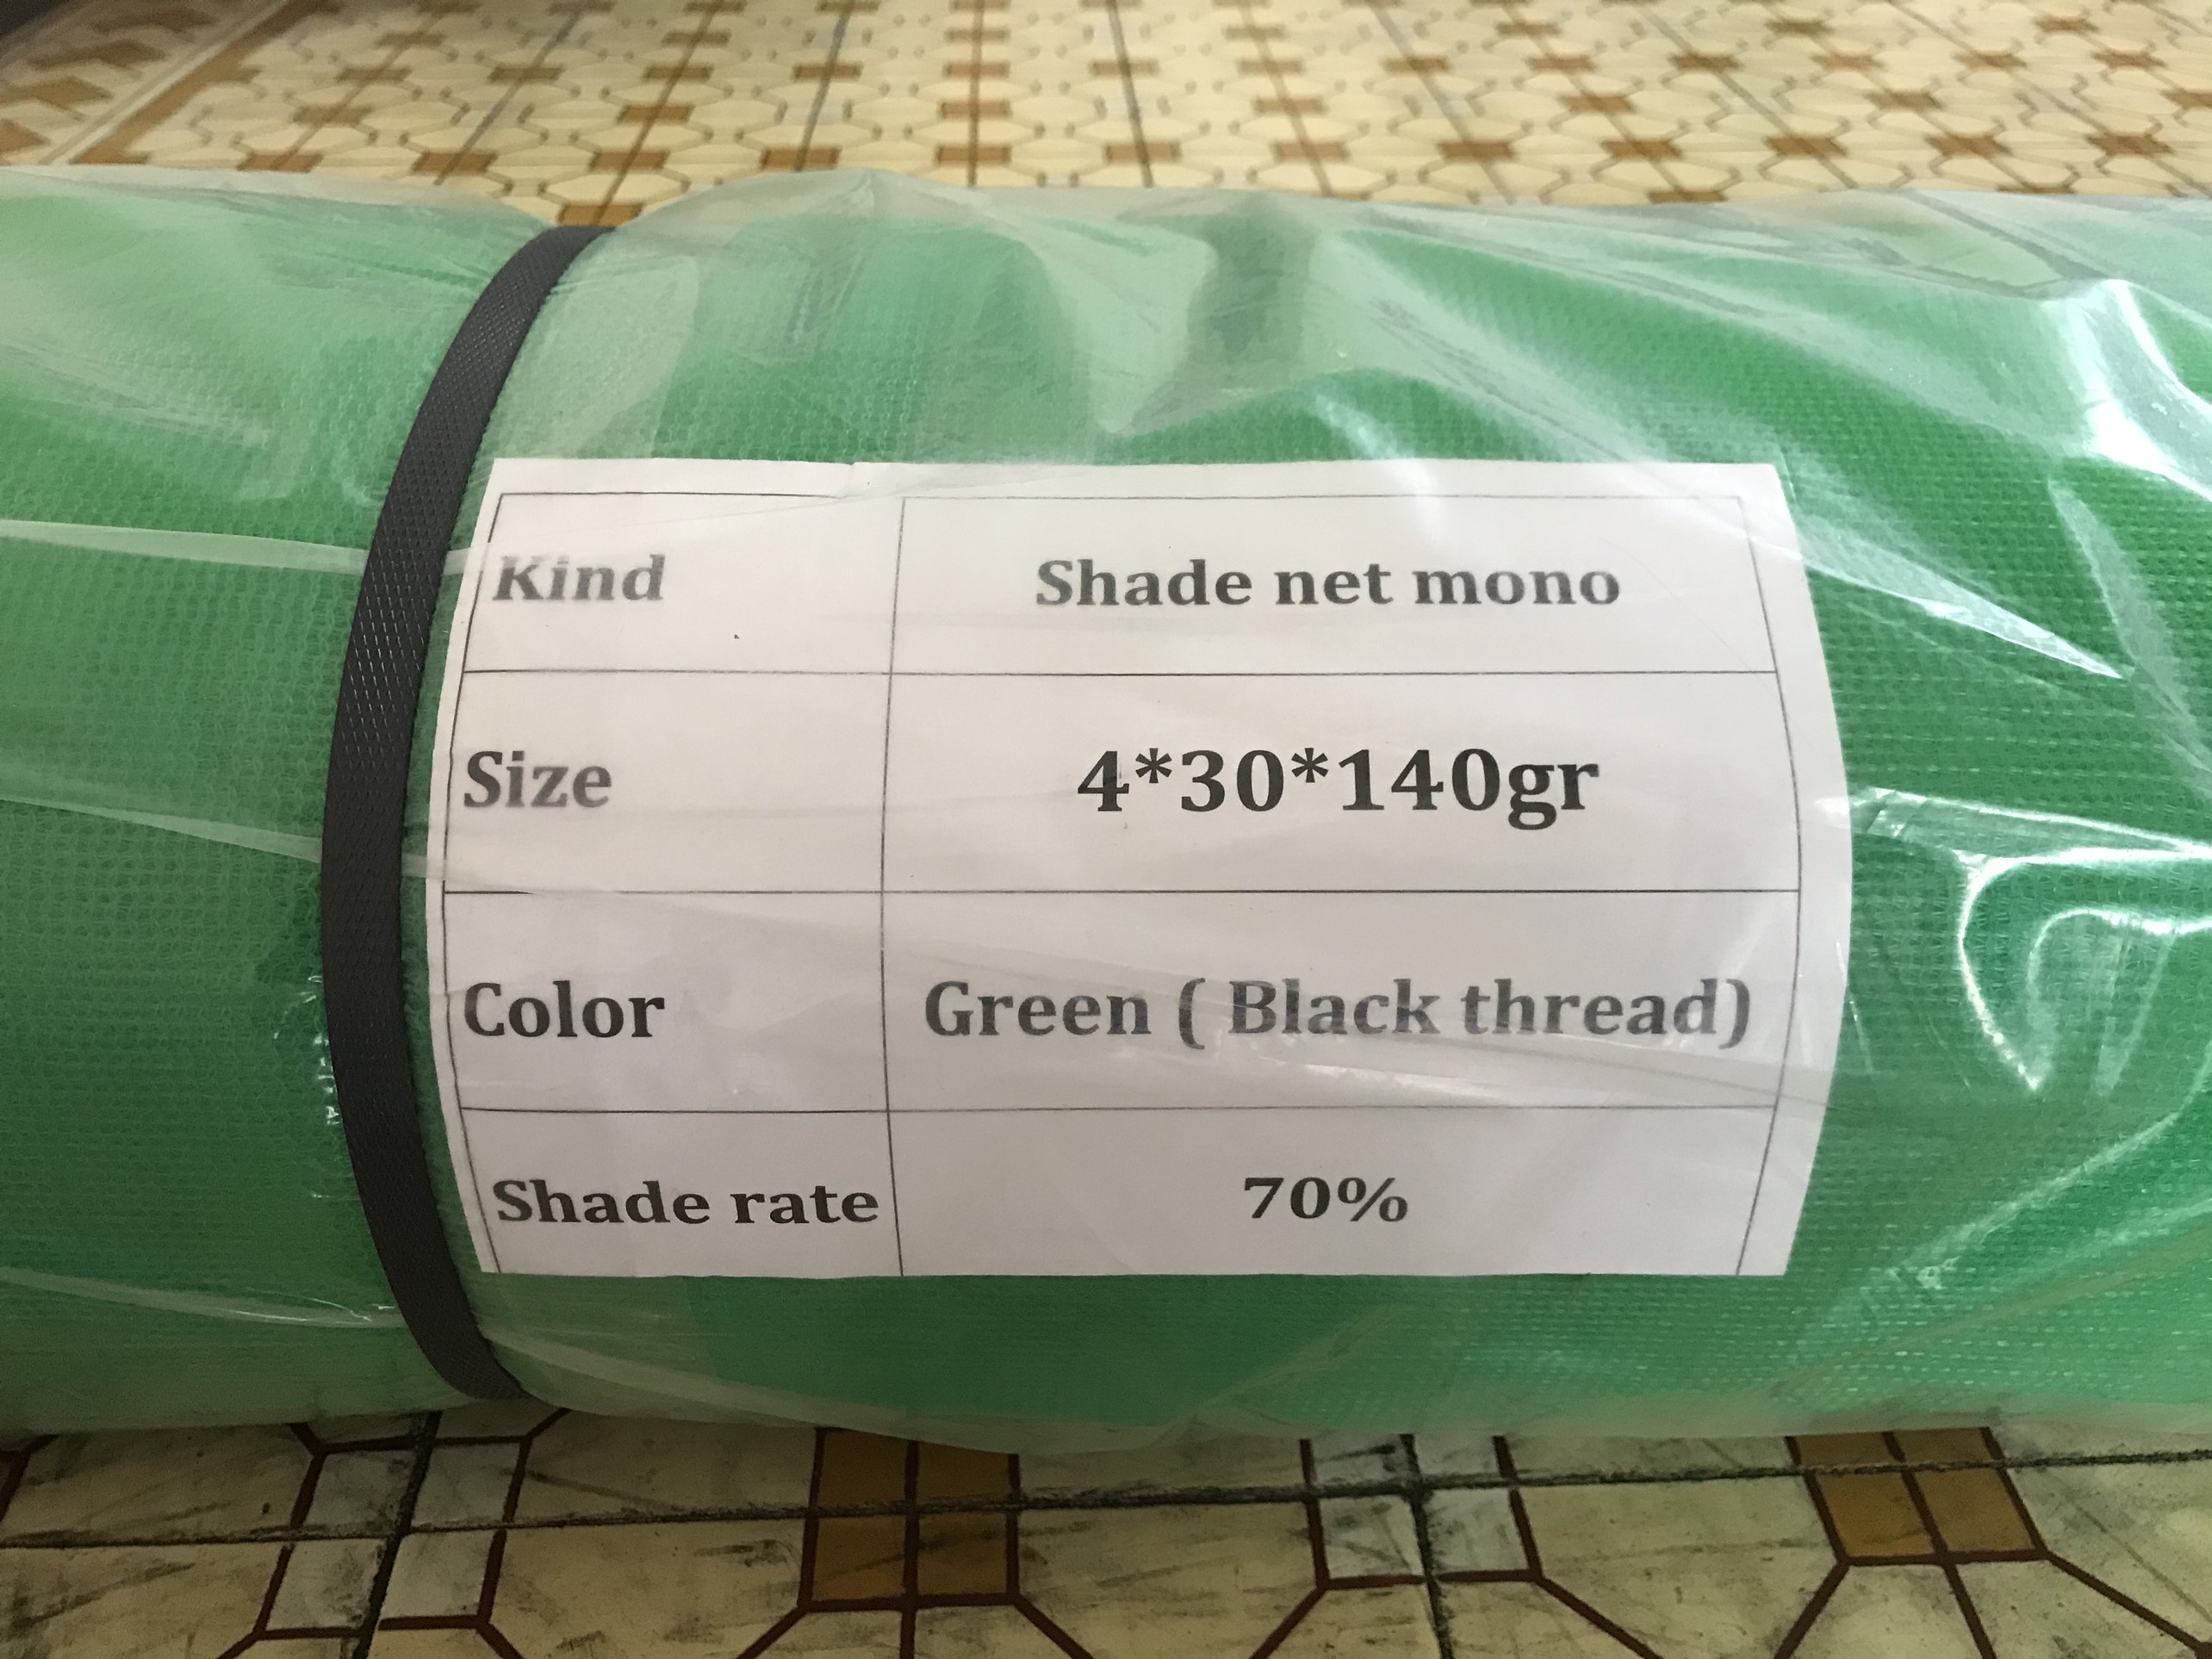 Kind Shade net mono
Size 4*30*140gr
Color Green ( Black thread)
Shade rate 70%